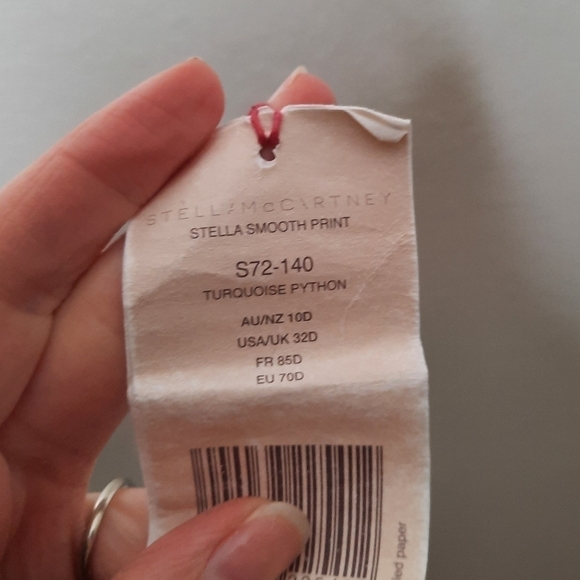 STELLA McCARTNEY
STELLA SMOOTH PRINT
S72-140
TURQUOISE PYTHON
AU/NZ 10D
USA/UK 32D
FR 85D
EU 70D
paper